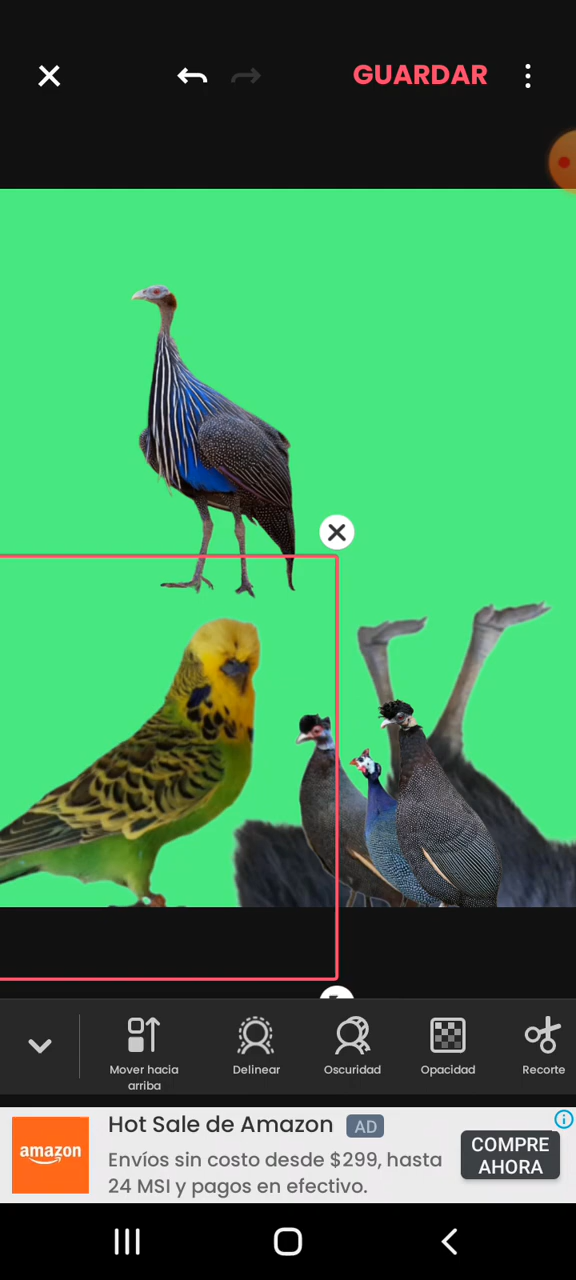 GUARDAR
Mover hacia
arriba
Delinear
Oscuridad
Opacidad
Recorte
amazon
Hot Sale de Amazon AD
Envíos sin costo desde $299, hasta
24 MSI y pagos en efectivo.
COMPRE
AHORA